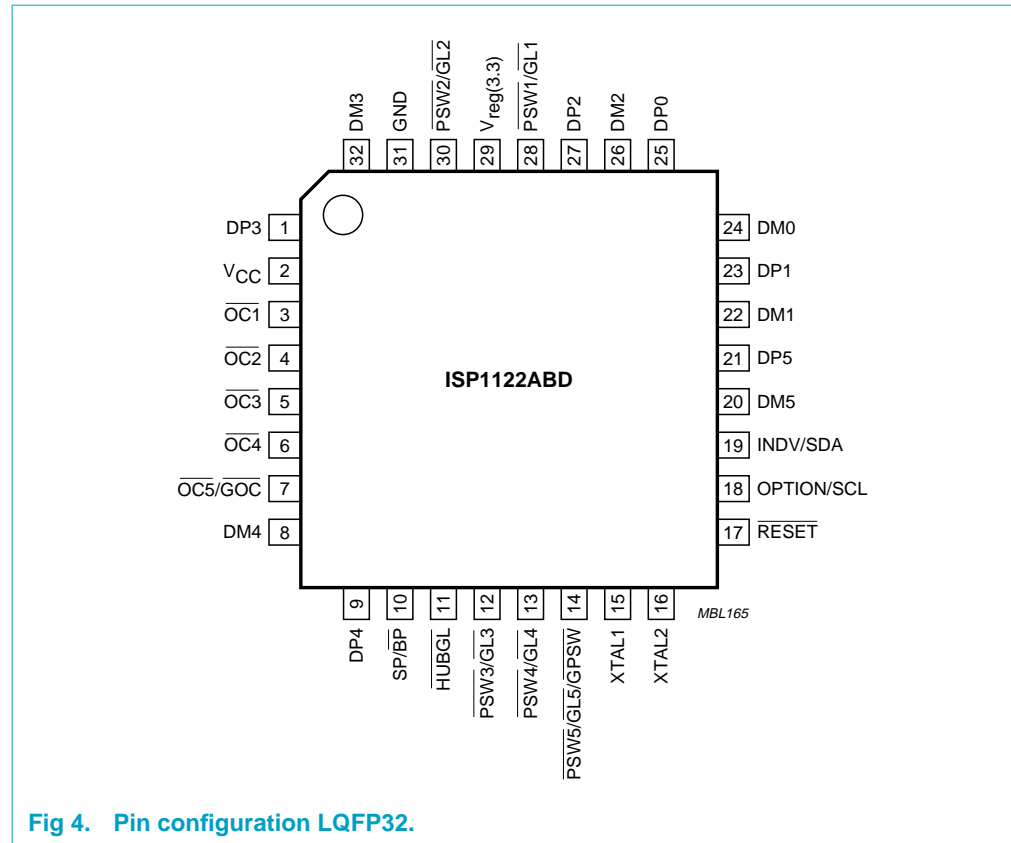 DM3
GND
PSW2/GL2
Vreg(3.3)
PSW1/GL1
DP2
DM2
DP0
32
31
30
29
28
27
26
25
DP3 1
VCC 2
OC1 3
OC2 4
OC3 5
OC4 6
OC5/GOC 7
DM4 8
ISP1122ABD
24 DM0
23 DP1
22 DM1
21 DP5
20 DM5
19 INDV/SDA
18 OPTION/SCL
17 RESET
9
10
11
12
13
14
15
16
MBL165
DP4
SP/BP
HUBGL
PSW3/GL3
PSW4/GL4
PSW5/GL5/GPSW
XTAL1
XTAL2
Fig 4. Pin configuration LQFP32.